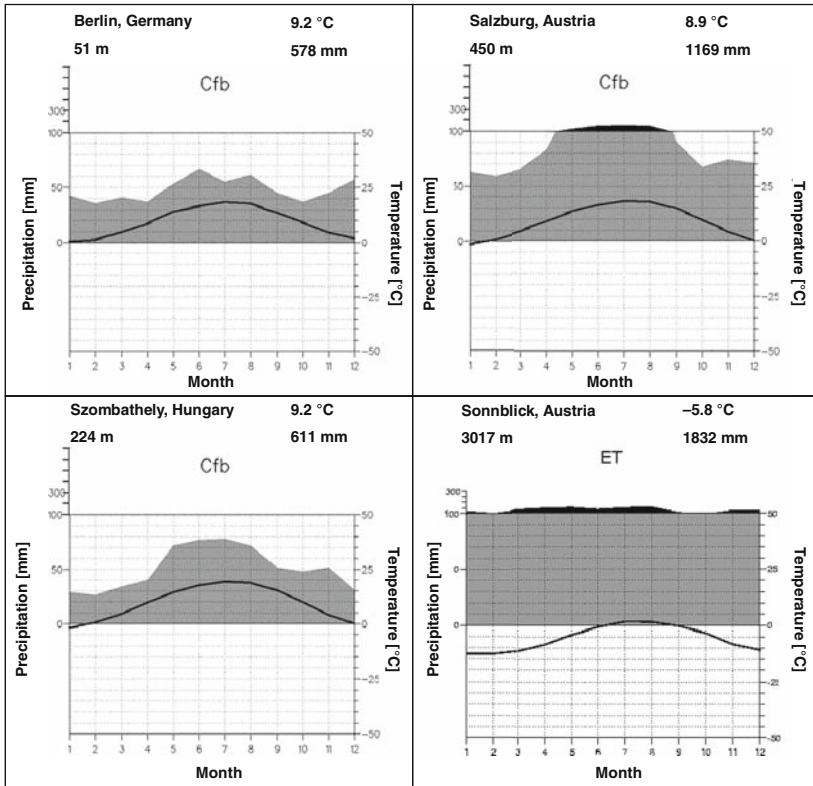 Berlin, Germany 9.2 °C
51 m 578 mm
Cfb
300
100 50
50 25
0 0
−25
−50
Precipitation [mm]
Temperature [°C]
1 2 3 4 5 6 7 8 9 10 11 12
Month
Salzburg, Austria 8.9 °C
450 m 1169 mm
Cfb
300
100 50
25
0 0
−25
−50
Precipitation [mm]
Temperature [°C]
1 2 3 4 5 6 7 8 9 10 11 12
Month
Szombathely, Hungary 9.2 °C
224 m 611 mm
Cfb
300
100 50
50 25
0 0
−25
−50
Precipitation [mm]
Temperature [°C]
1 2 3 4 5 6 7 8 9 10 11 12
Month
Sonnblick, Austria −5.8 °C
3017 m 1832 mm
ET
300
100 50
0 25
0 0
−25
−50
Precipitation [mm]
Temperature [°C]
1 2 3 4 5 6 7 8 9 10 11 12
Month